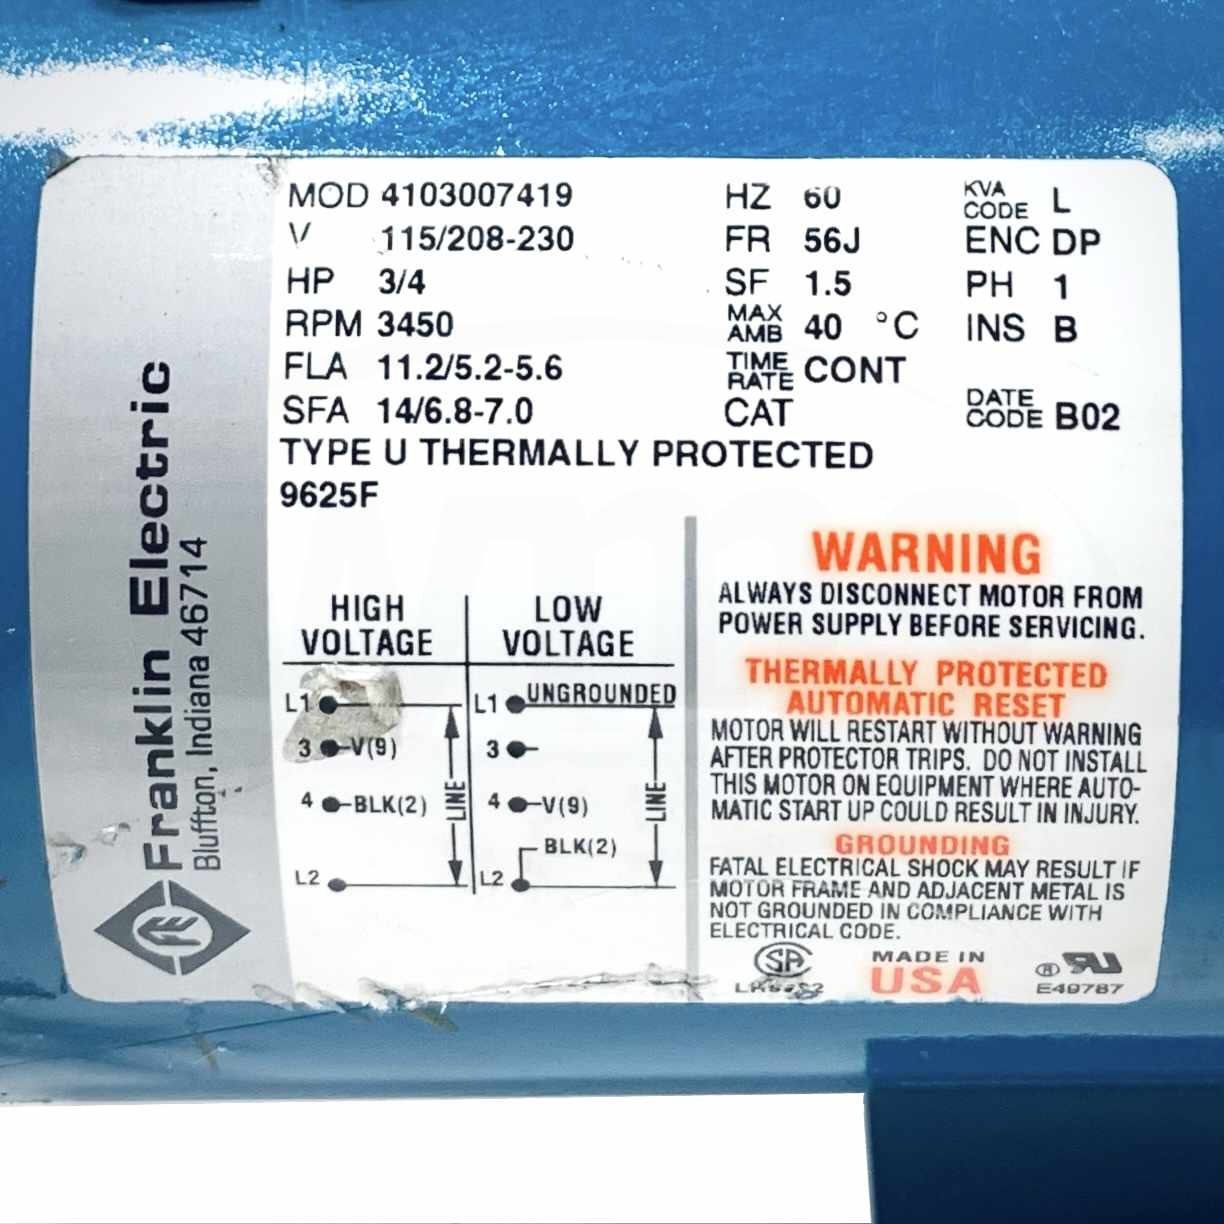 MOD 4103007419
V 115/208-230
HP 3/4
RPM 3450
FLA 11.2/5.2-5.6
SFA 14/6.8-7.0
HZ 60
FR 56J
SF 1.5
MAX AMB 40 °C
TIME RATE CONT
CAT
KVA CODE L
ENC DP
PH 1
INS B
DATE CODE B02
TYPE U THERMALLY PROTECTED
9625F
Franklin Electric
Bluffton, Indiana 46714
FE
HIGH
VOLTAGE
L1
3 V(9)
4 BLK(2)
L2
LINE
LOW
VOLTAGE
L1 UNGROUNDED
3
4 V(9)
BLK(2)
L2
LINE
WARNING
ALWAYS DISCONNECT MOTOR FROM
POWER SUPPLY BEFORE SERVICING.
THERMALLY PROTECTED
AUTOMATIC RESET
MOTOR WILL RESTART WITHOUT WARNING
AFTER PROTECTOR TRIPS. DO NOT INSTALL
THIS MOTOR ON EQUIPMENT WHERE AUTO-
MATIC START UP COULD RESULT IN INJURY.
GROUNDING
FATAL ELECTRICAL SHOCK MAY RESULT IF
MOTOR FRAME AND ADJACENT METAL IS
NOT GROUNDED IN COMPLIANCE WITH
ELECTRICAL CODE.
SA
MADE IN
USA
® RU
E49787